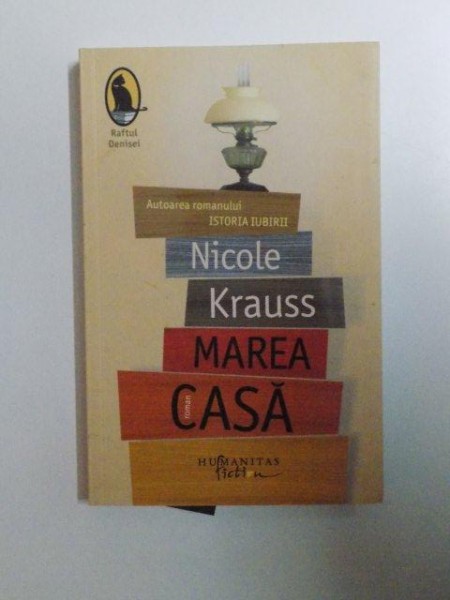 Raftul
Denisei
Autoarea romanului
ISTORIA IUBIRII
Nicole
Krauss
MAREA
roman
CASĂ
HUMANITAS
fiction